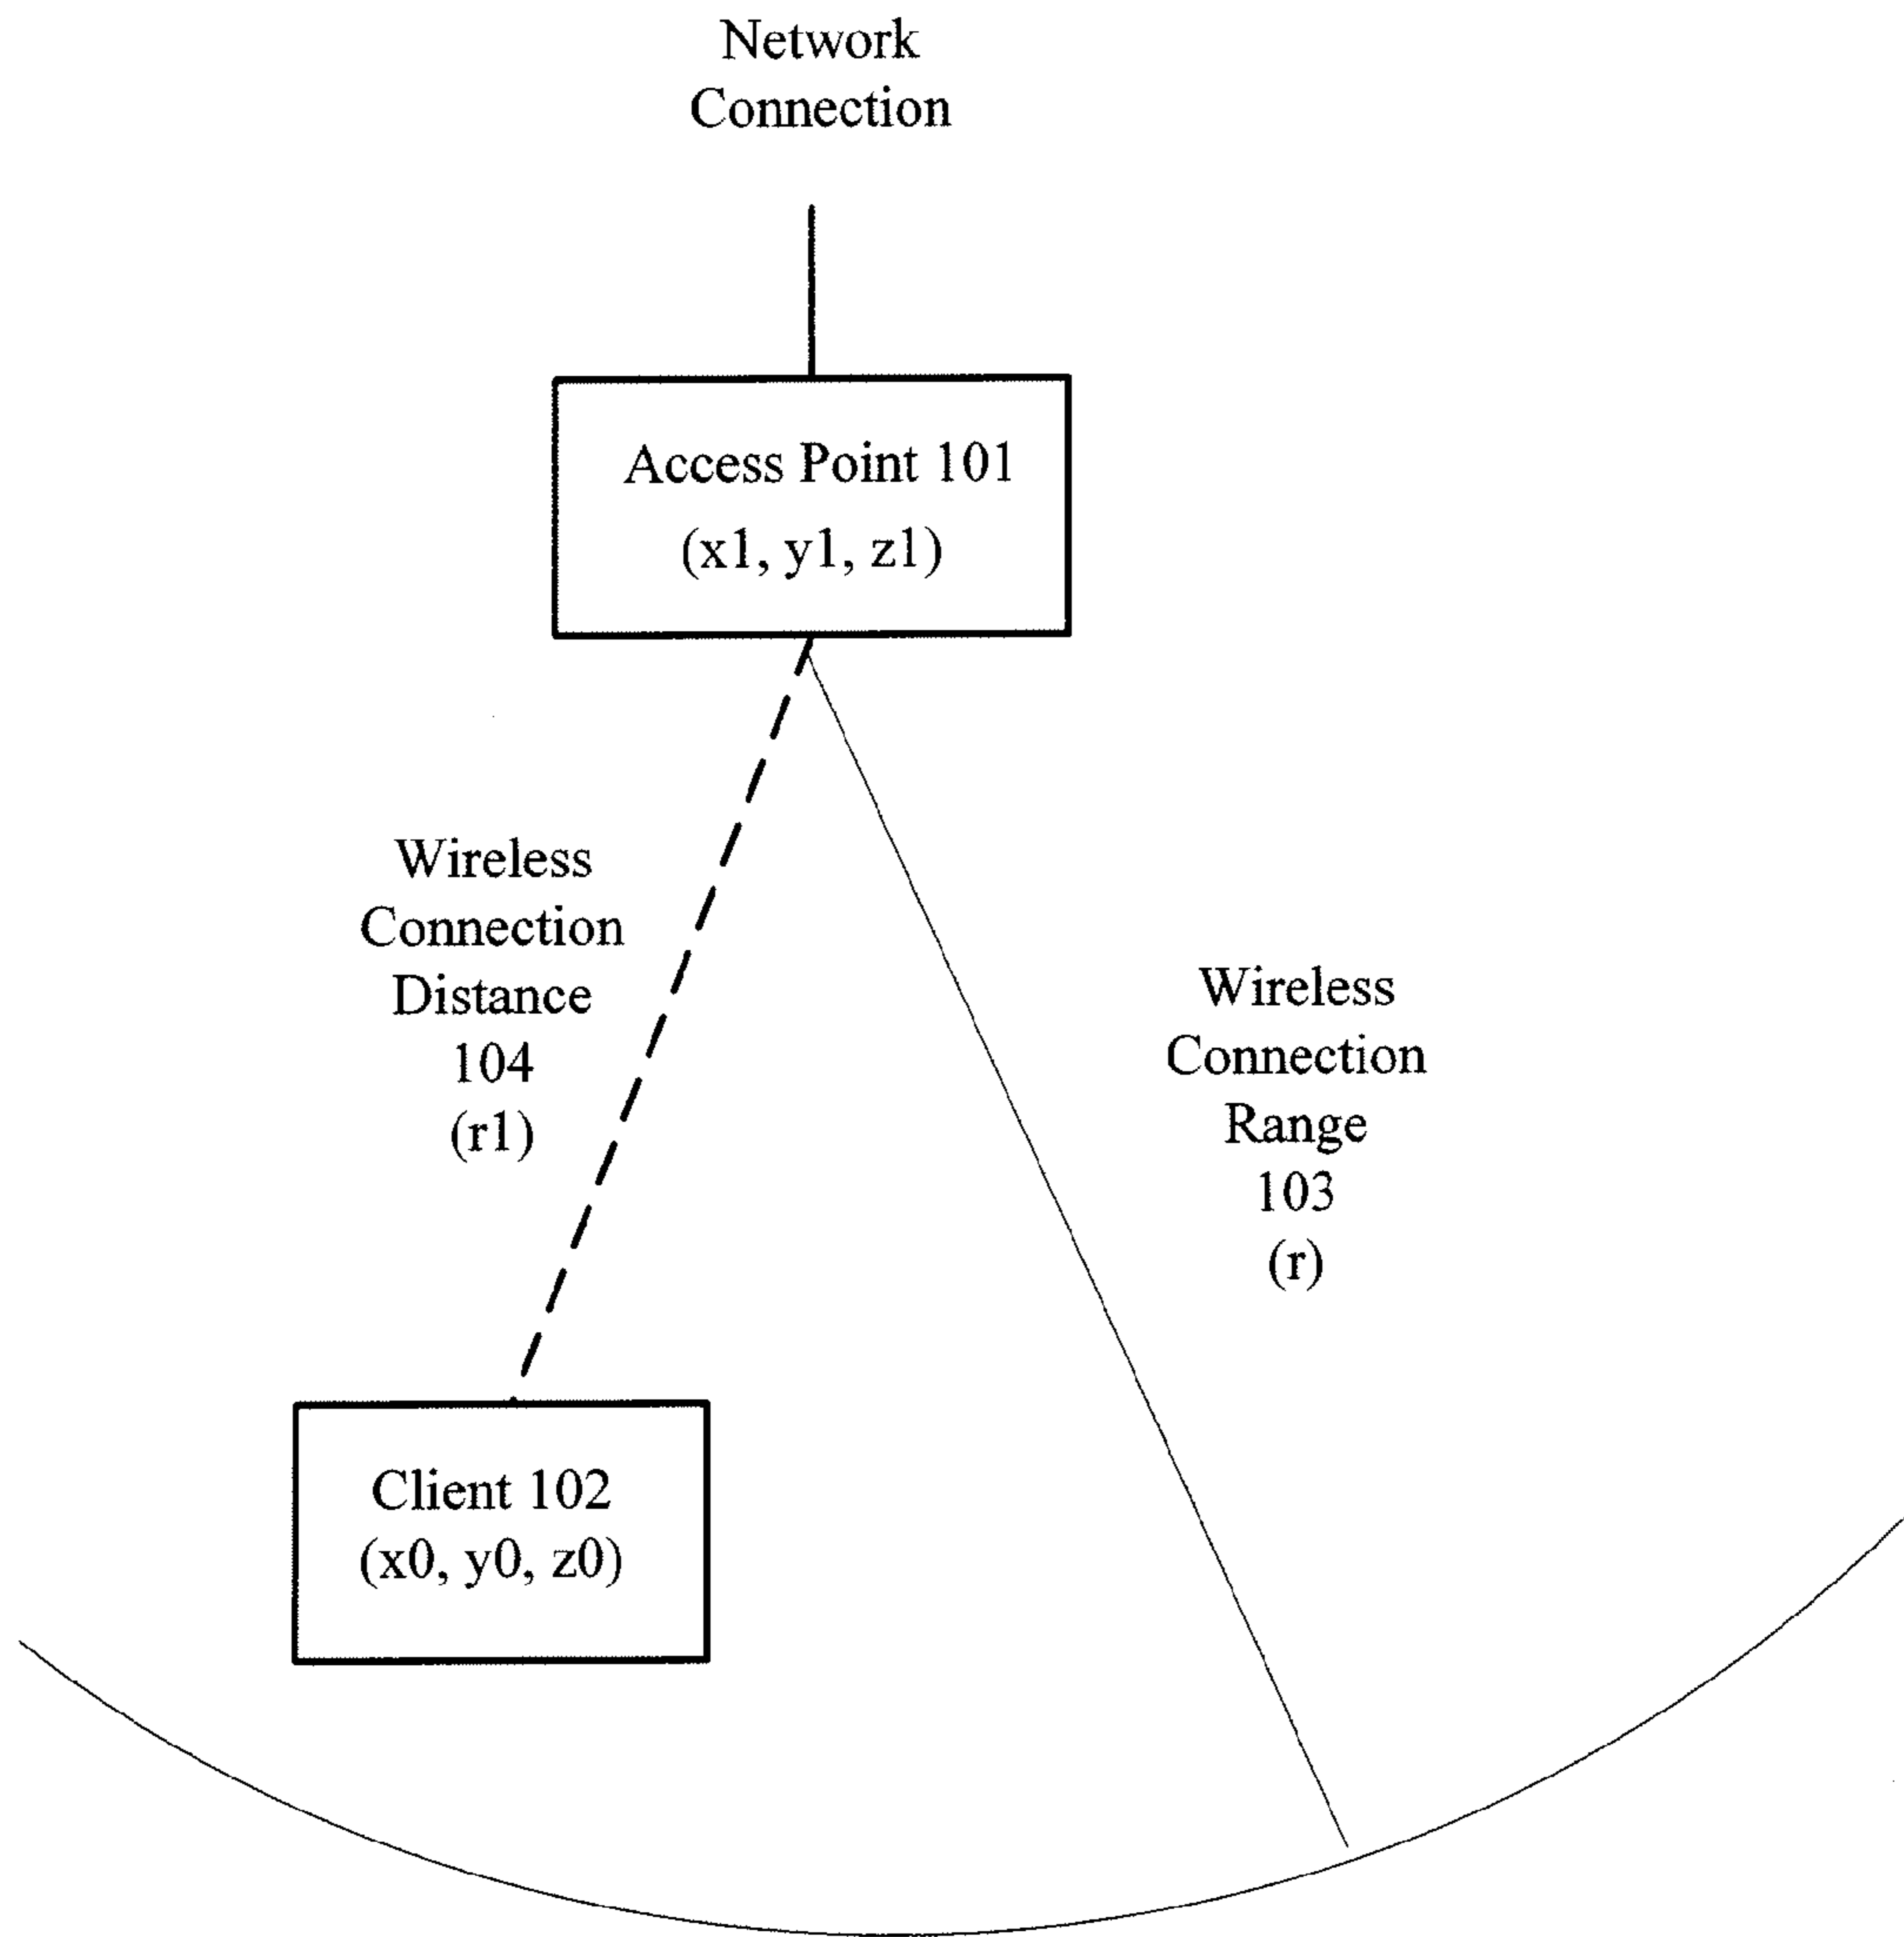 Network
Connection
Access Point 101
(x1, y1, z1)
Wireless
Connection
Distance
104
(r1)
Wireless
Connection
Range
103
(r)
Client 102
(x0, y0, z0)